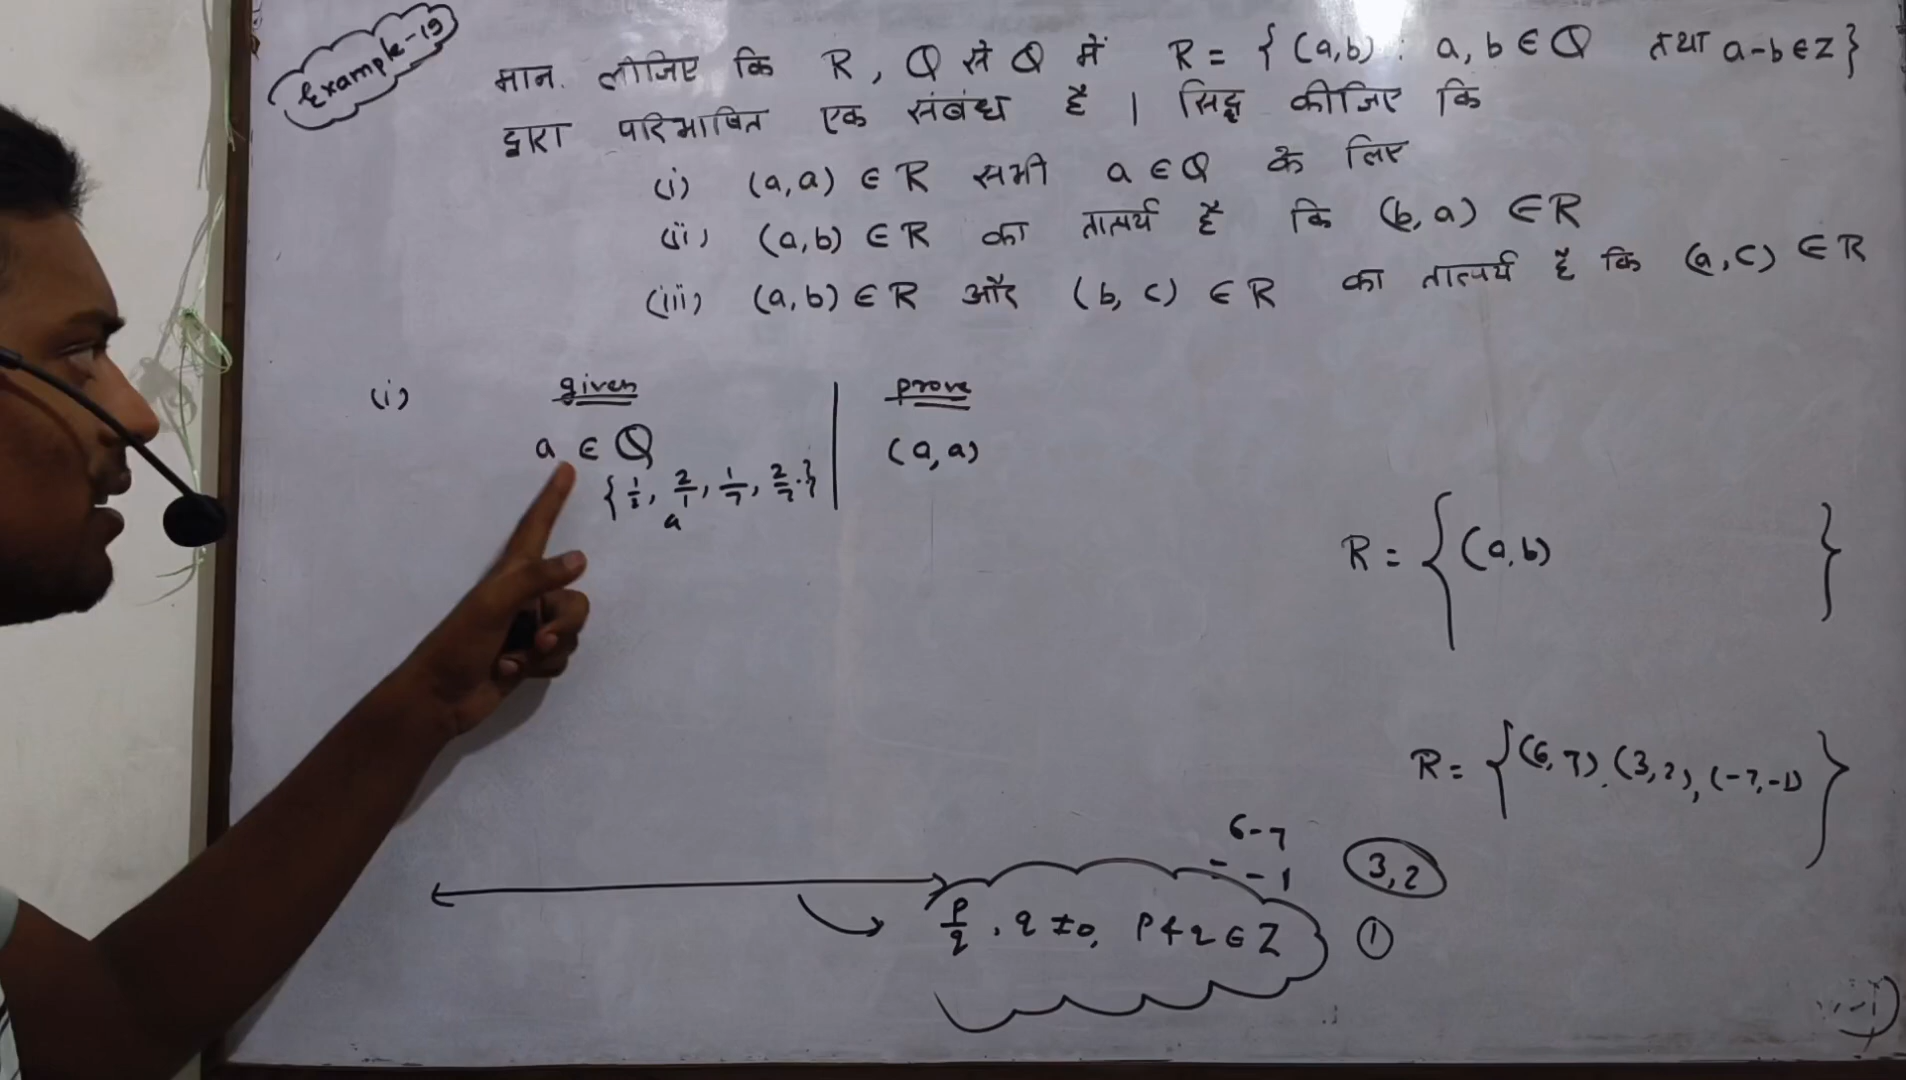 Example-19
मान लीजिए कि R, Q से Q में R = { (a,b) : a, b ∈ Q तथा a-b ∈ Z }
द्वारा परिभाषित एक संबंध है । सिद्ध कीजिए कि
(i) (a,a) ∈ R सभी a ∈ Q के लिए
(ii) (a,b) ∈ R का तात्पर्य है कि (b,a) ∈ R
(iii) (a,b) ∈ R और (b, c) ∈ R का तात्पर्य है कि (a,c) ∈ R
(i) given prove
a ∈ Q (a,a)
{ 1/2, 2/1, 1/7, 2/7 . }
a
R = { (a,b) }
R = { (6,7), (3,2), (-7,-1) }
6-7
= -1
3,2
p/q , q ≠ 0, p & q ∈ Z
1